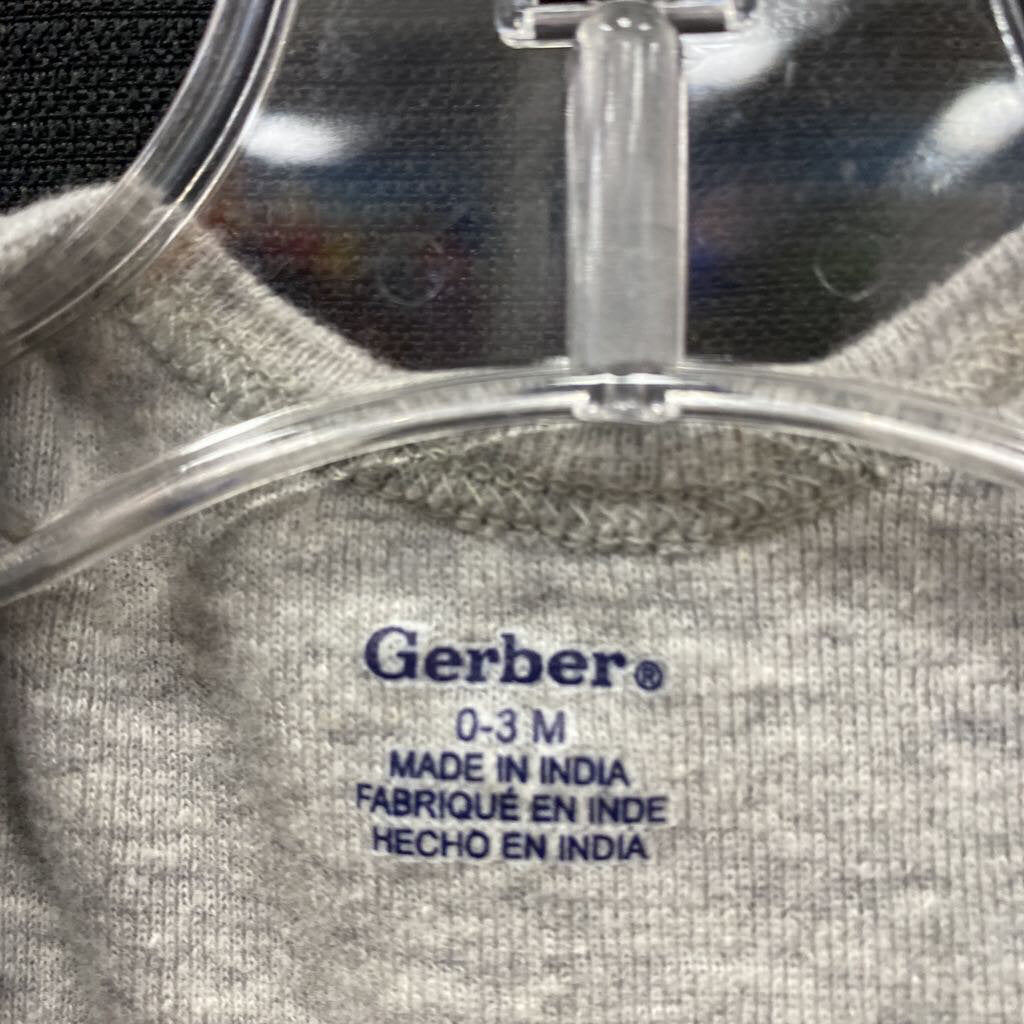 Gerber®
0-3 M
MADE IN INDIA
FABRIQUÉ EN INDE
HECHO EN INDIA